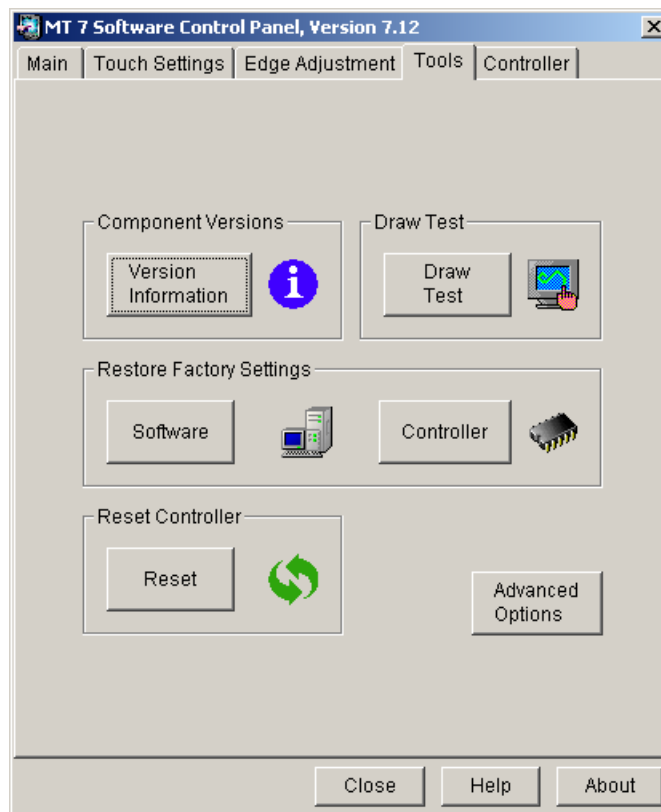 MT 7 Software Control Panel, Version 7.12
Main Touch Settings Edge Adjustment Tools Controller
Component Versions Draw Test
Version
Information
Draw
Test
Restore Factory Settings
Software Controller
Reset Controller
Reset
Advanced
Options
Close Help About